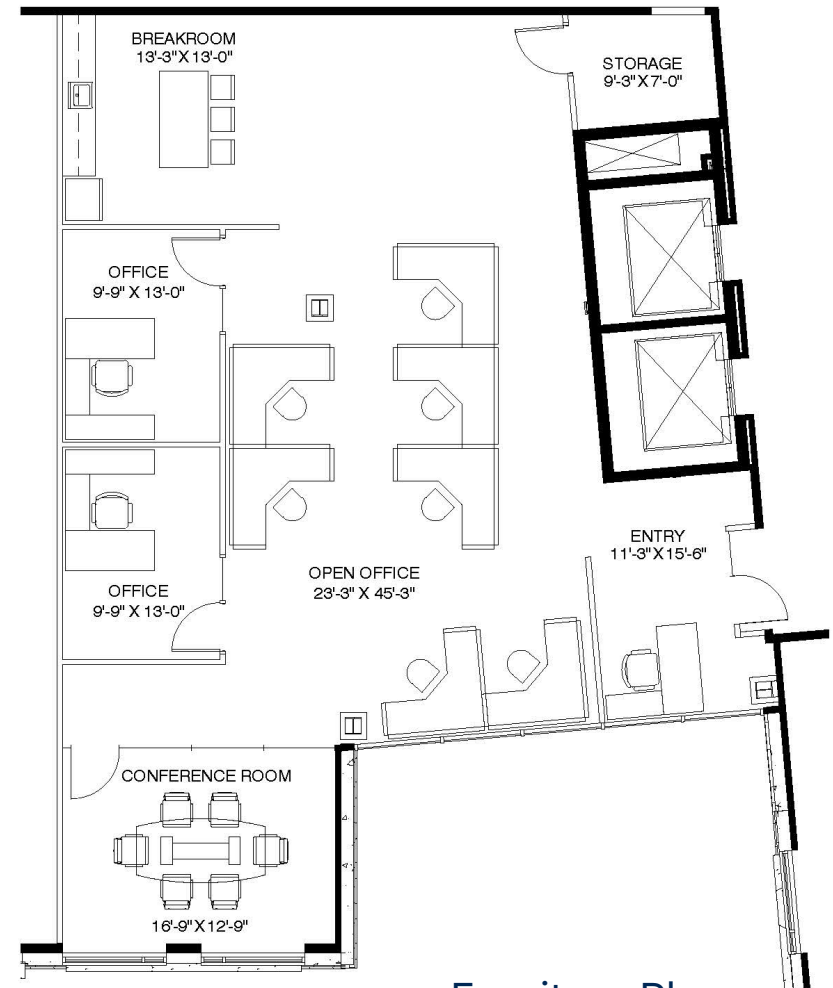 BREAKROOM
13'-3"X 13'-0"
STORAGE
9'-3"X7'-0"
OFFICE
9'-9" X 13'-0"
ENTRY
11'-3"X15'-6"
OPEN OFFICE
23'-3" X 45'-3"
OFFICE
9'-9" X 13'-0"
CONFERENCE ROOM
16'-9"X12'-9"